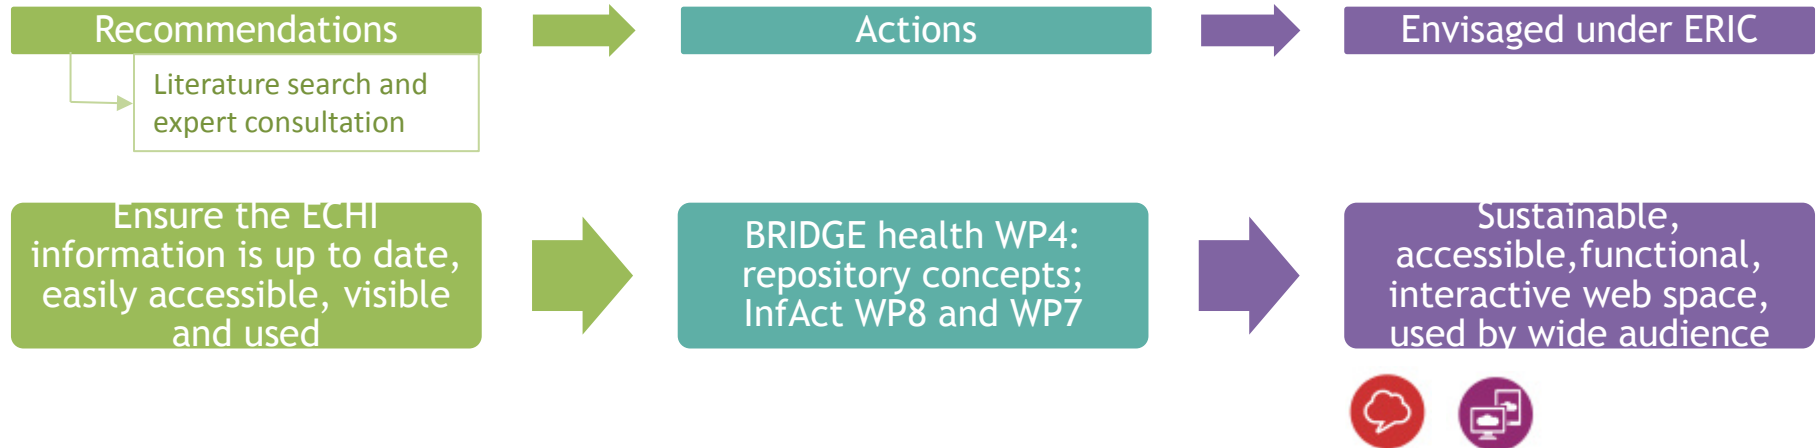 Recommendations
Actions
Envisaged under ERIC
Literature search and
expert consultation
Ensure the ECHI
information is up to date,
easily accessible, visible
and used
BRIDGE health WP4:
repository concepts;
InfAct WP8 and WP7
Sustainable,
accessible,functional,
interactive web space,
used by wide audience